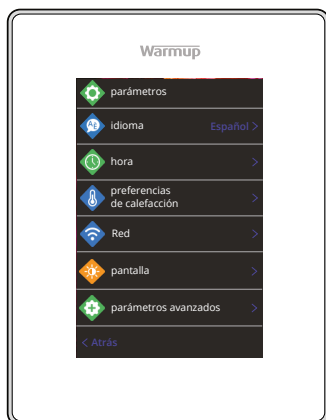 Warmup
parámetros
idioma Español >
hora >
preferencias
de calefacción >
Red >
pantalla >
parámetros avanzados >
< Atrás